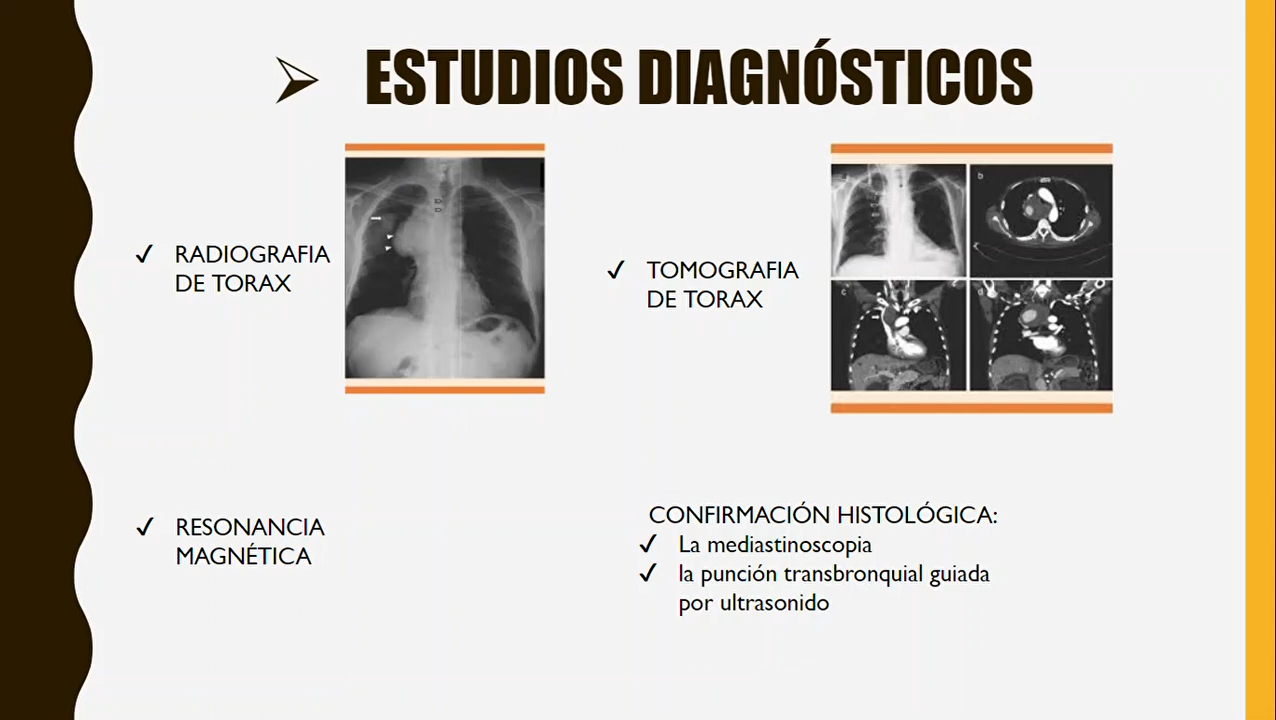 ESTUDIOS DIAGNÓSTICOS
RADIOGRAFIA
DE TORAX
TOMOGRAFIA
DE TORAX
a
b
c
d
RESONANCIA
MAGNÉTICA
CONFIRMACIÓN HISTOLÓGICA:
La mediastinoscopia
la punción transbronquial guiada
por ultrasonido